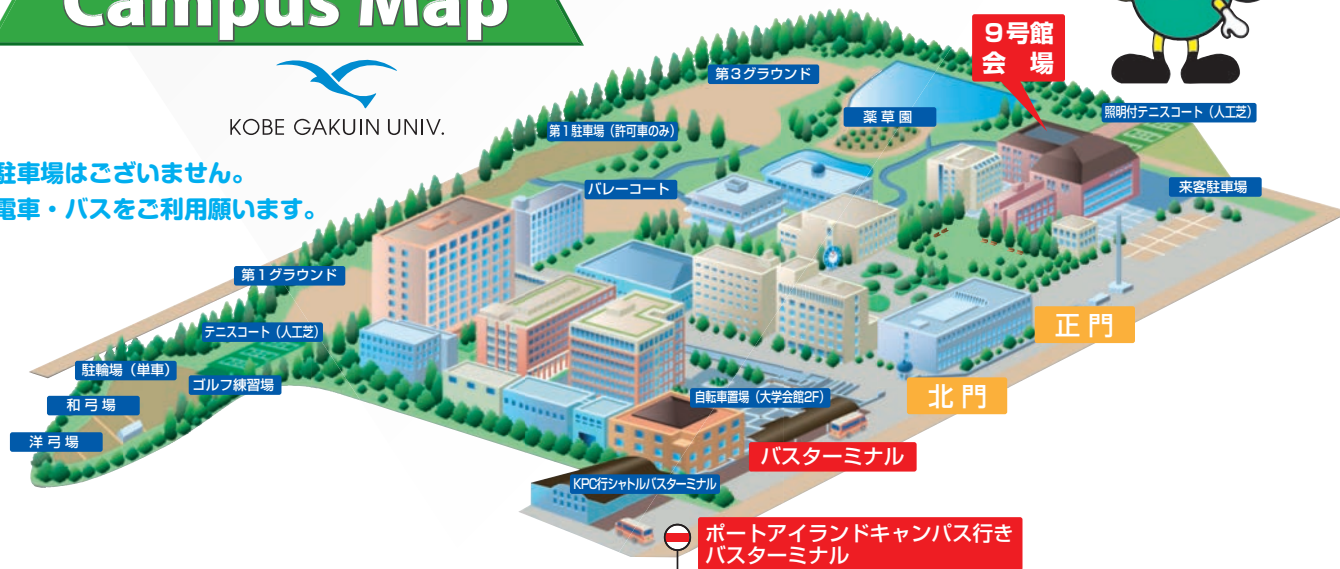 Campus Map
KOBE GAKUIN UNIV.
駐車場はございません。
電車・バスをご利用願います。
9号館
会 場
第3グラウンド
薬草園
照明付テニスコート（人工芝）
第1駐車場（許可車のみ）
バレーコート
来客駐車場
第1グラウンド
テニスコート（人工芝）
正門
駐輪場（単車）
ゴルフ練習場
自転車置場（大学会館2F）
北門
和弓場
洋弓場
バスターミナル
KPC行シャトルバスターミナル
ポートアイランドキャンパス行き
バスターミナル